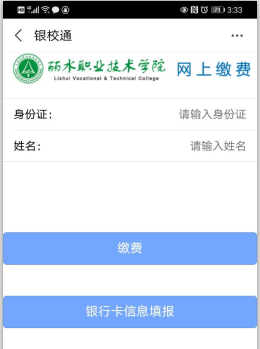 3:33
银校通
丽水职业技术学院
Lishui Vocational & Technical College
网上缴费
身份证：
请输入身份证
姓名：
请输入姓名
缴费
银行卡信息填报